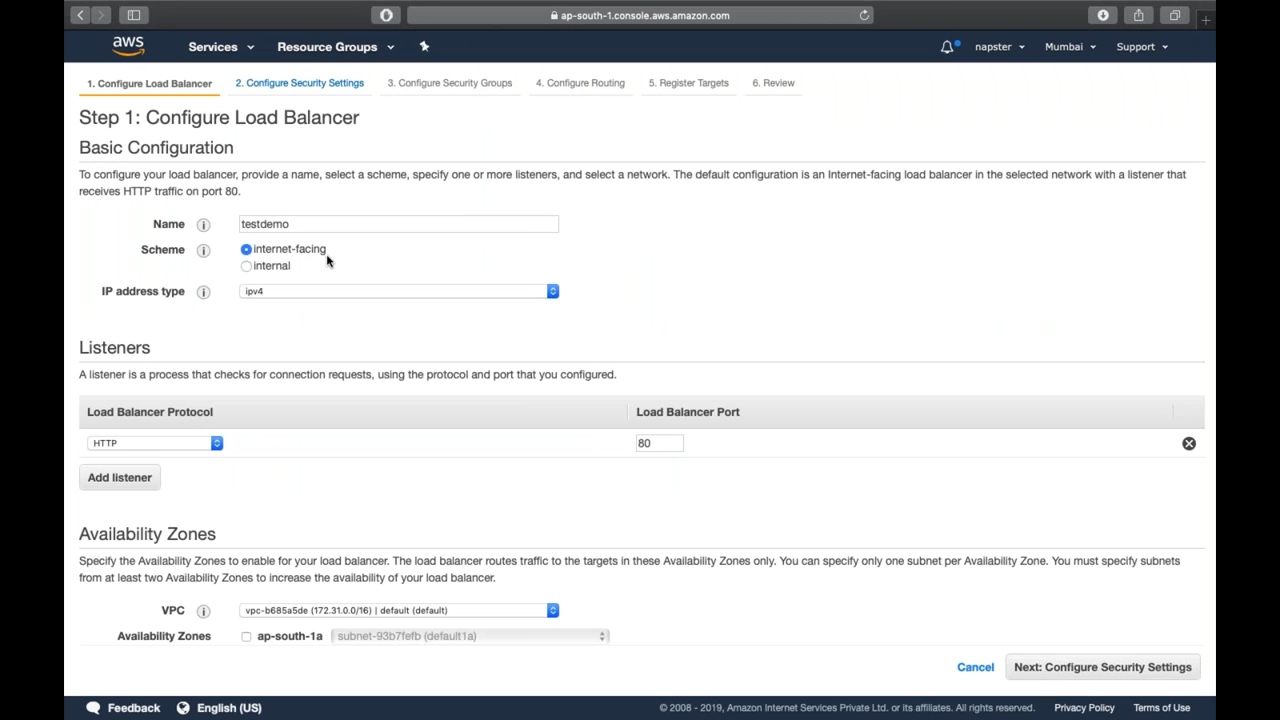 ap-south-1.console.aws.amazon.com
aws Services Resource Groups napster Mumbai Support
1. Configure Load Balancer 2. Configure Security Settings 3. Configure Security Groups 4. Configure Routing 5. Register Targets 6. Review
Step 1: Configure Load Balancer
Basic Configuration
To configure your load balancer, provide a name, select a scheme, specify one or more listeners, and select a network. The default configuration is an Internet-facing load balancer in the selected network with a listener that
receives HTTP traffic on port 80.
Name i testdemo
Scheme i internet-facing
internal
IP address type i ipv4
Listeners
A listener is a process that checks for connection requests, using the protocol and port that you configured.
Load Balancer Protocol Load Balancer Port
HTTP 80
Add listener
Availability Zones
Specify the Availability Zones to enable for your load balancer. The load balancer routes traffic to the targets in these Availability Zones only. You can specify only one subnet per Availability Zone. You must specify subnets
from at least two Availability Zones to increase the availability of your load balancer.
VPC i vpc-b685a5de (172.31.0.0/16) | default (default)
Availability Zones ap-south-1a subnet-93b7fefb (default1a)
Cancel Next: Configure Security Settings
Feedback English (US) © 2008 - 2019, Amazon Internet Services Private Ltd. or its affiliates. All rights reserved. Privacy Policy Terms of Use